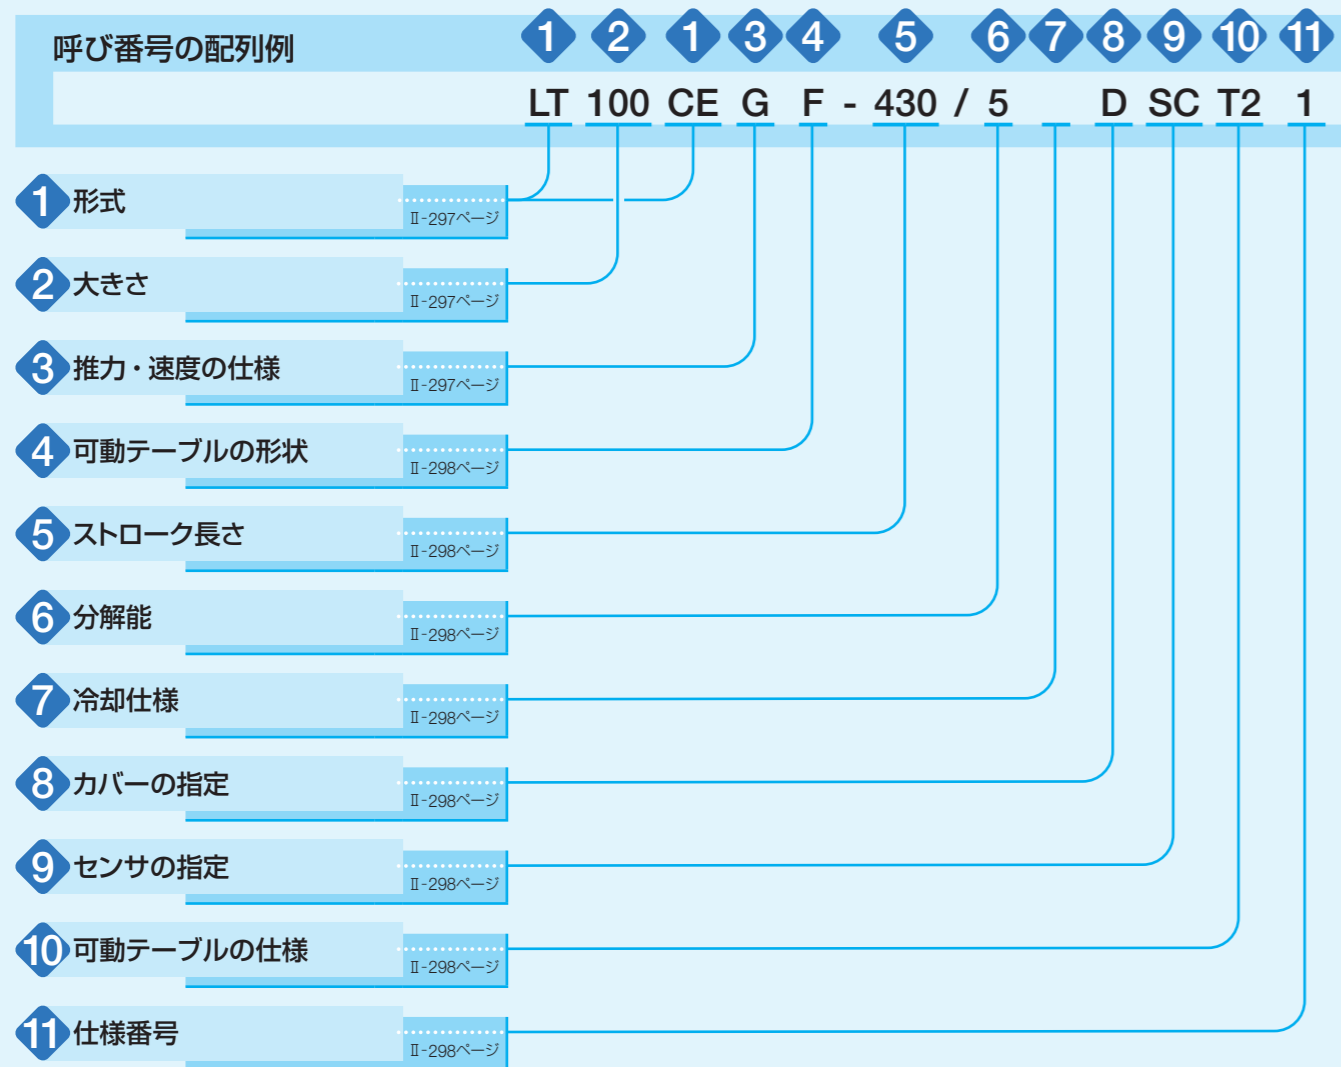 呼び番号の配列例
1 2 1 3 4 5 6 7 8 9 10 11
LT 100 CE G F - 430 / 5 D SC T2 1
1 形式 Ⅱ-297ページ
2 大きさ Ⅱ-297ページ
3 推力・速度の仕様 Ⅱ-297ページ
4 可動テーブルの形状 Ⅱ-298ページ
5 ストローク長さ Ⅱ-298ページ
6 分解能 Ⅱ-298ページ
7 冷却仕様 Ⅱ-298ページ
8 カバーの指定 Ⅱ-298ページ
9 センサの指定 Ⅱ-298ページ
10 可動テーブルの仕様 Ⅱ-298ページ
11 仕様番号 Ⅱ-298ページ